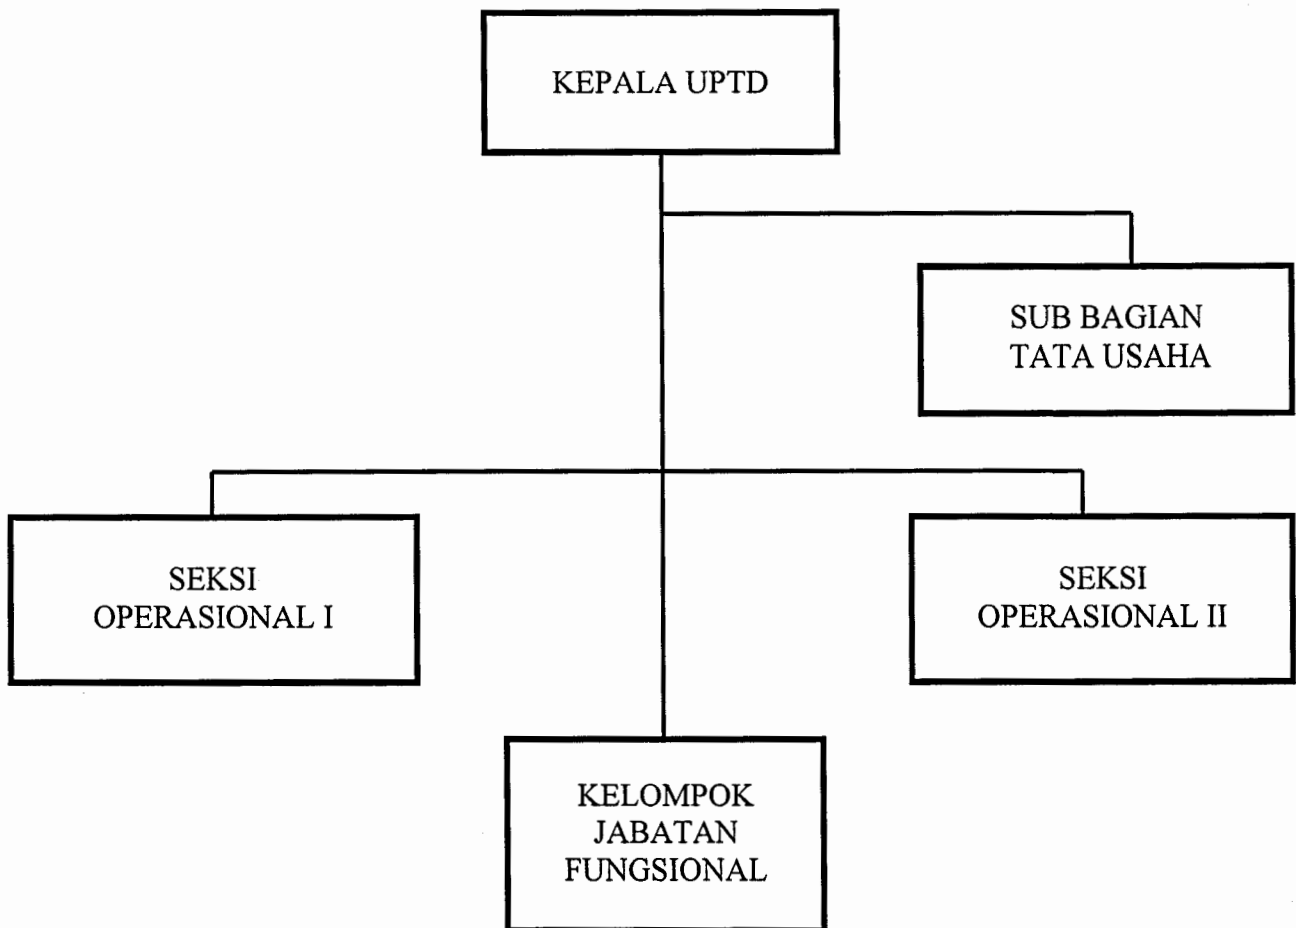 KEPALA UPTD
SUB BAGIAN
TATA USAHA
SEKSI
OPERASIONAL I
SEKSI
OPERASIONAL II
KELOMPOK
JABATAN
FUNGSIONAL